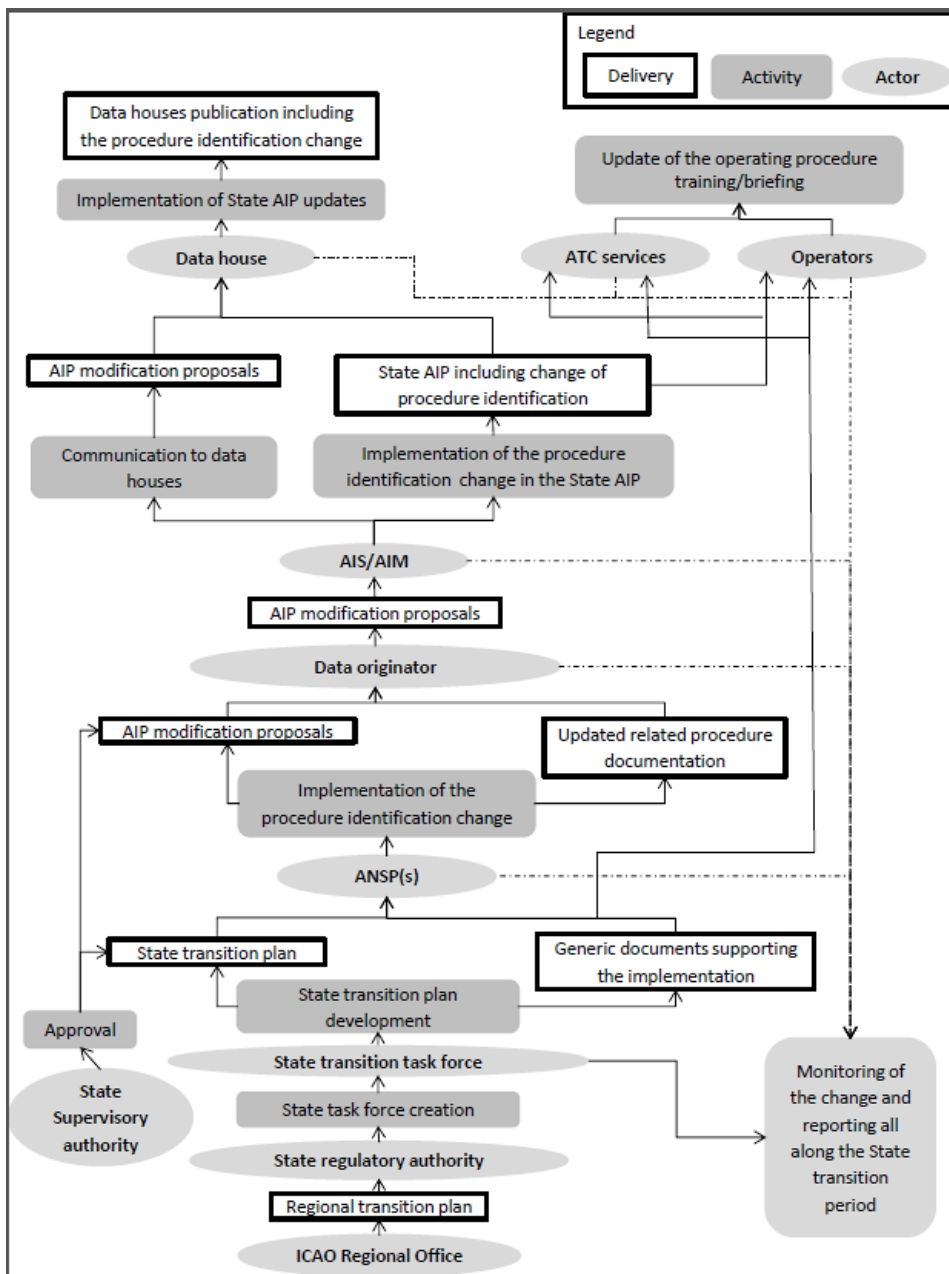 Legend
Delivery
Activity
Actor
Data houses publication including
the procedure identification change
Update of the operating procedure
training/briefing
Implementation of State AIP updates
Data house
ATC services
Operators
AIP modification proposals
State AIP including change of
procedure identification
Communication to data
houses
Implementation of the procedure
identification change in the State AIP
AIS/AIM
AIP modification proposals
Data originator
AIP modification proposals
Updated related procedure
documentation
Implementation of the
procedure identification change
ANSP(s)
State transition plan
Generic documents supporting
the implementation
State transition plan
development
Approval
State transition task force
State
Supervisory
authority
State task force creation
State regulatory authority
Regional transition plan
ICAO Regional Office
Monitoring of
the change and
reporting all
along the State
transition
period